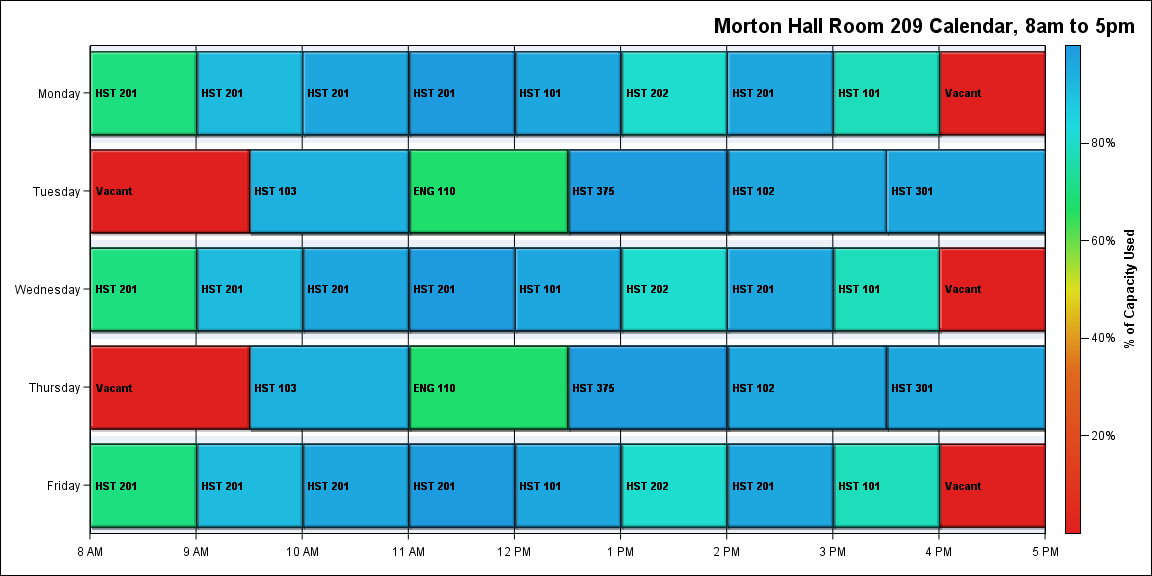 Morton Hall Room 209 Calendar, 8am to 5pm
Monday HST 201 HST 201 HST 201 HST 201 HST 101 HST 202 HST 201 HST 101 Vacant
Tuesday Vacant HST 103 ENG 110 HST 375 HST 102 HST 301
Wednesday HST 201 HST 201 HST 201 HST 201 HST 101 HST 202 HST 201 HST 101 Vacant
Thursday Vacant HST 103 ENG 110 HST 375 HST 102 HST 301
Friday HST 201 HST 201 HST 201 HST 201 HST 101 HST 202 HST 201 HST 101 Vacant
8 AM 9 AM 10 AM 11 AM 12 PM 1 PM 2 PM 3 PM 4 PM 5 PM
80%
60%
40%
20%
% of Capacity Used